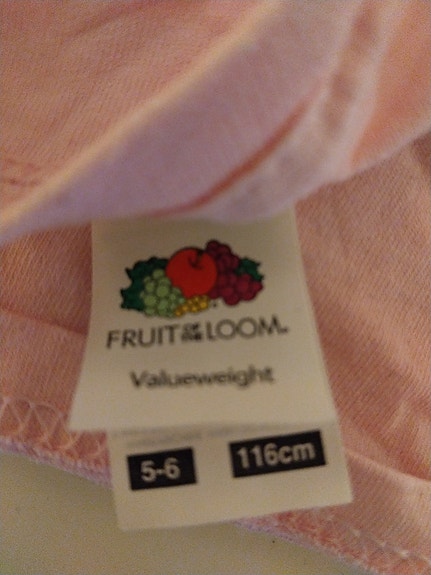 FRUIT OF THE LOOM®
Valueweight
5-6 116cm